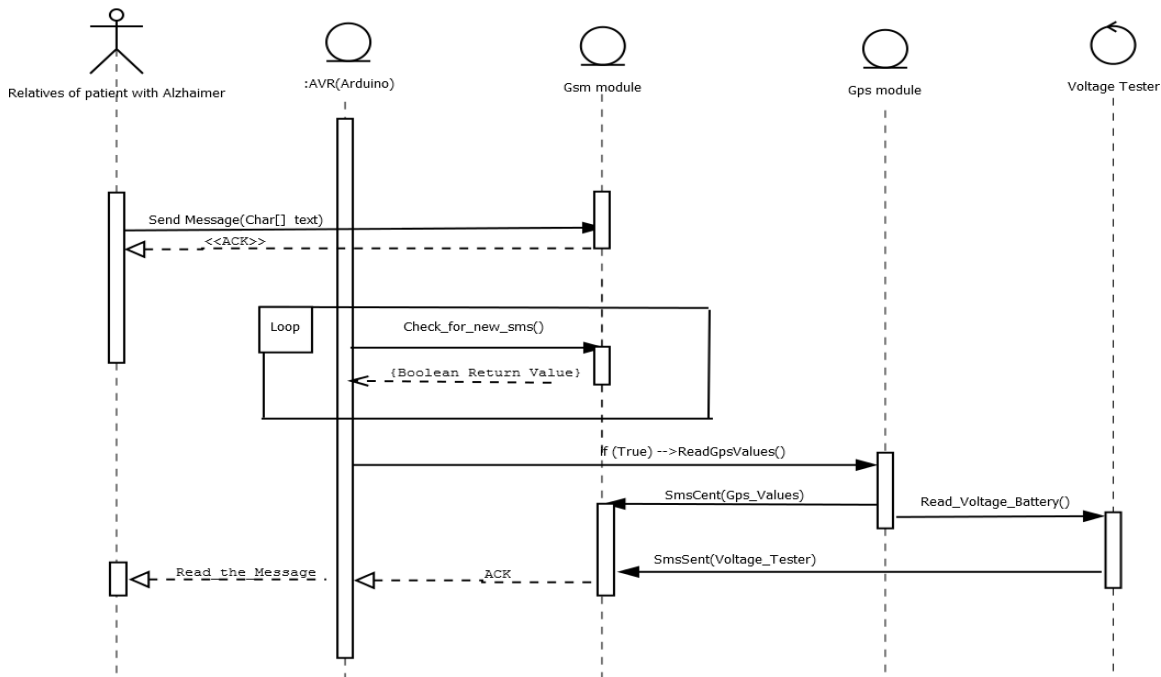 Relatives of patient with Alzhaimer
:AVR(Arduino)
Gsm module
Gps module
Voltage Tester
Send Message(Char[] text)
<<ACK>>
Loop
Check_for_new_sms()
{Boolean Return Value}
If (True) -->ReadGpsValues()
SmsCent(Gps_Values)
Read_Voltage_Battery()
SmsSent(Voltage_Tester)
Read the Message
ACK